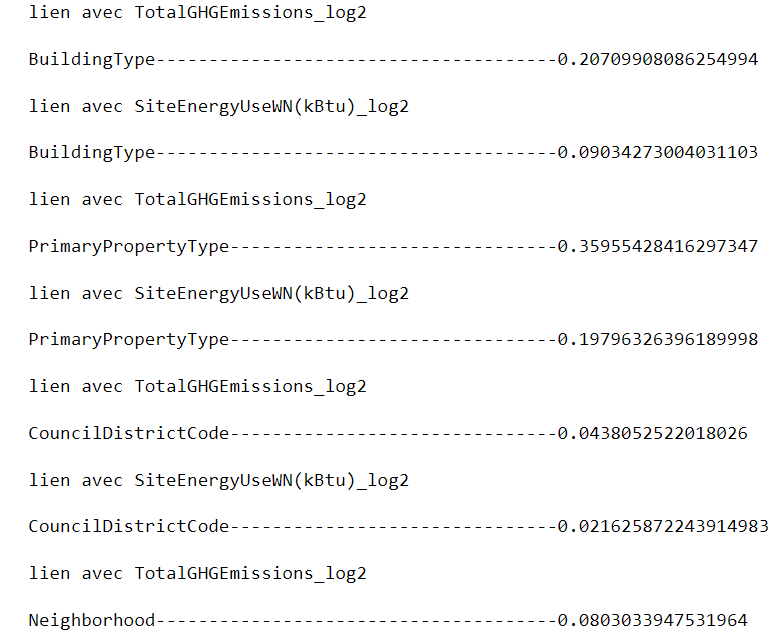 lien avec TotalGHGEmissions_log2
BuildingType--------------------------------------0.20709908086254994
lien avec SiteEnergyUseWN(kBtu)_log2
BuildingType--------------------------------------0.09034273004031103
lien avec TotalGHGEmissions_log2
PrimaryPropertyType-------------------------------0.35955428416297347
lien avec SiteEnergyUseWN(kBtu)_log2
PrimaryPropertyType-------------------------------0.19796326396189998
lien avec TotalGHGEmissions_log2
CouncilDistrictCode-------------------------------0.0438052522018026
lien avec SiteEnergyUseWN(kBtu)_log2
CouncilDistrictCode-------------------------------0.021625872243914983
lien avec TotalGHGEmissions_log2
Neighborhood--------------------------------------0.0803033947531964